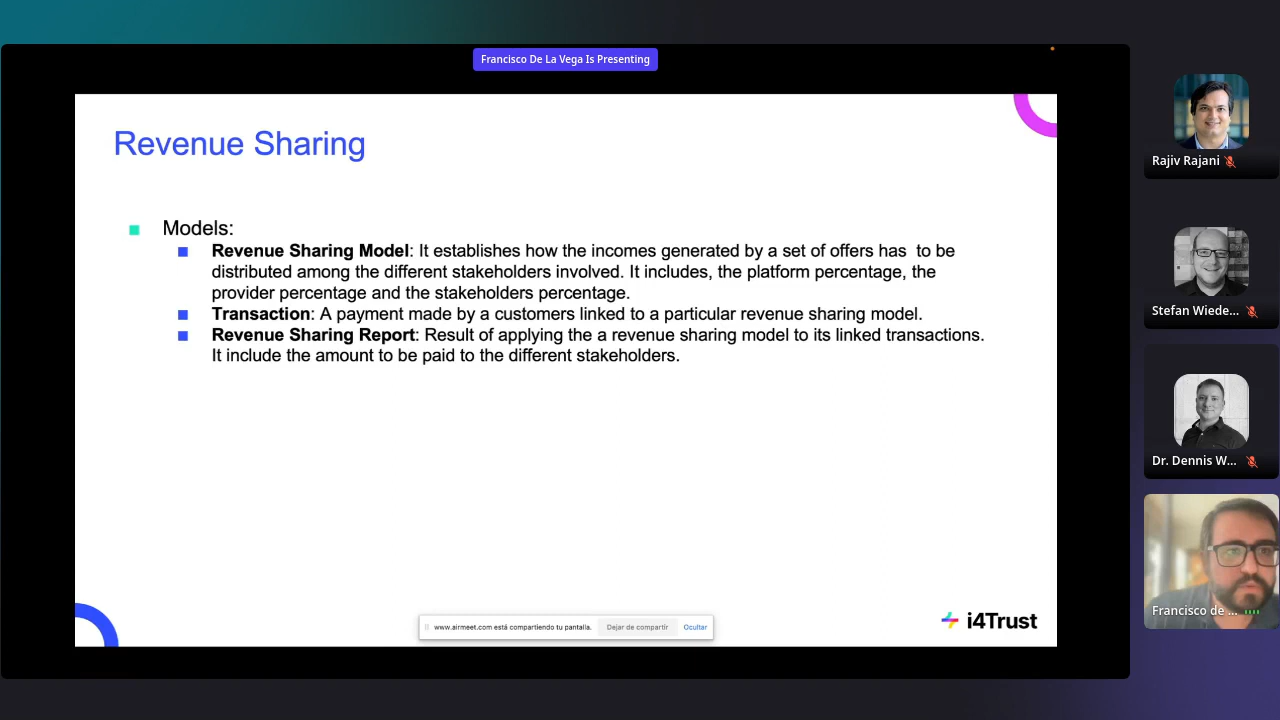 Francisco De La Vega Is Presenting
Revenue Sharing
Models:
Revenue Sharing Model: It establishes how the incomes generated by a set of offers has to be
distributed among the different stakeholders involved. It includes, the platform percentage, the
provider percentage and the stakeholders percentage.
Transaction: A payment made by a customers linked to a particular revenue sharing model.
Revenue Sharing Report: Result of applying the a revenue sharing model to its linked transactions.
It include the amount to be paid to the different stakeholders.
www.airmeet.com está compartiendo tu pantalla. Dejar de compartir Ocultar
i4Trust
Rajiv Rajani
Stefan Wiede...
Dr. Dennis W...
Francisco de ...